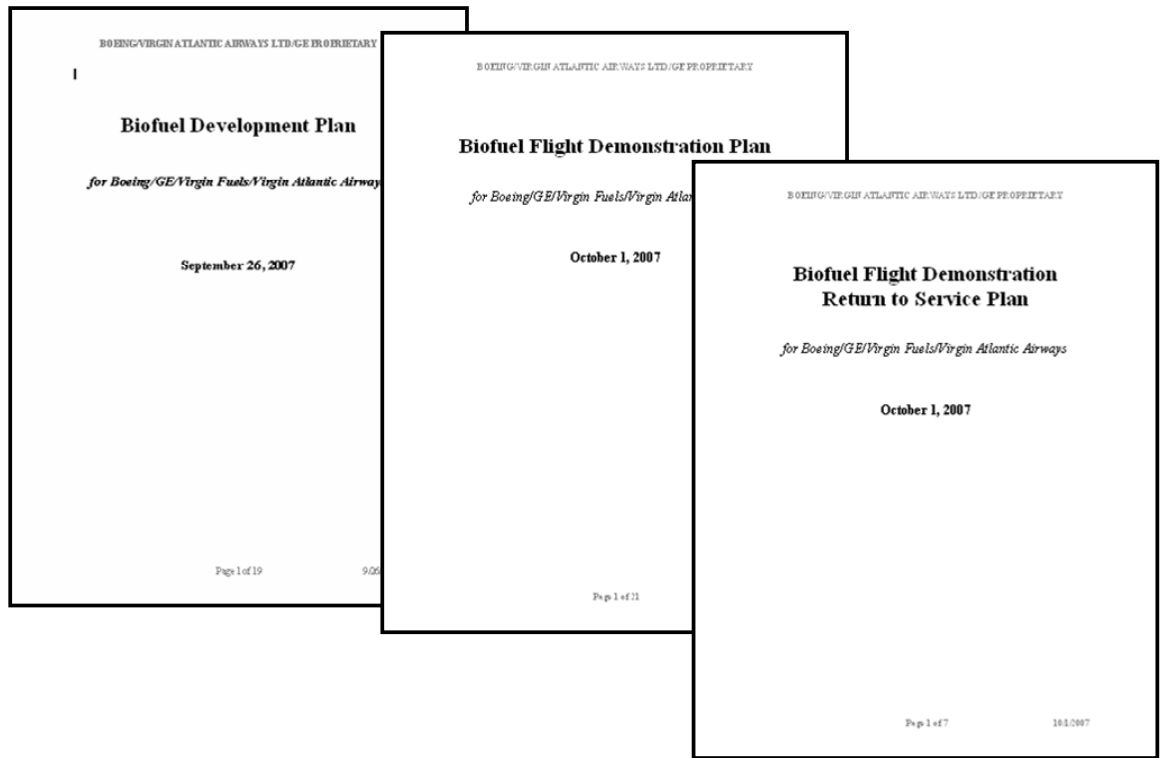 BOEING/VIRGIN ATLANTIC AIRWAYS LTD/GE PROPRIETARY
Biofuel Development Plan
for Boeing/GE/Virgin Fuels/Virgin Atlantic Airway
September 26, 2007
Page 1 of 19
BOEING/VIRGIN ATLANTIC AIRWAYS LTD/GE PROPRIETARY
Biofuel Flight Demonstration Plan
for Boeing/GE/Virgin Fuels/Virgin Atlan
October 1, 2007
Page 1 of 21
BOEING/VIRGIN ATLANTIC AIRWAYS LTD/GE PROPRIETARY
Biofuel Flight Demonstration
Return to Service Plan
for Boeing/GE/Virgin Fuels/Virgin Atlantic Airways
October 1, 2007
Page 1 of 7 10/1/2007